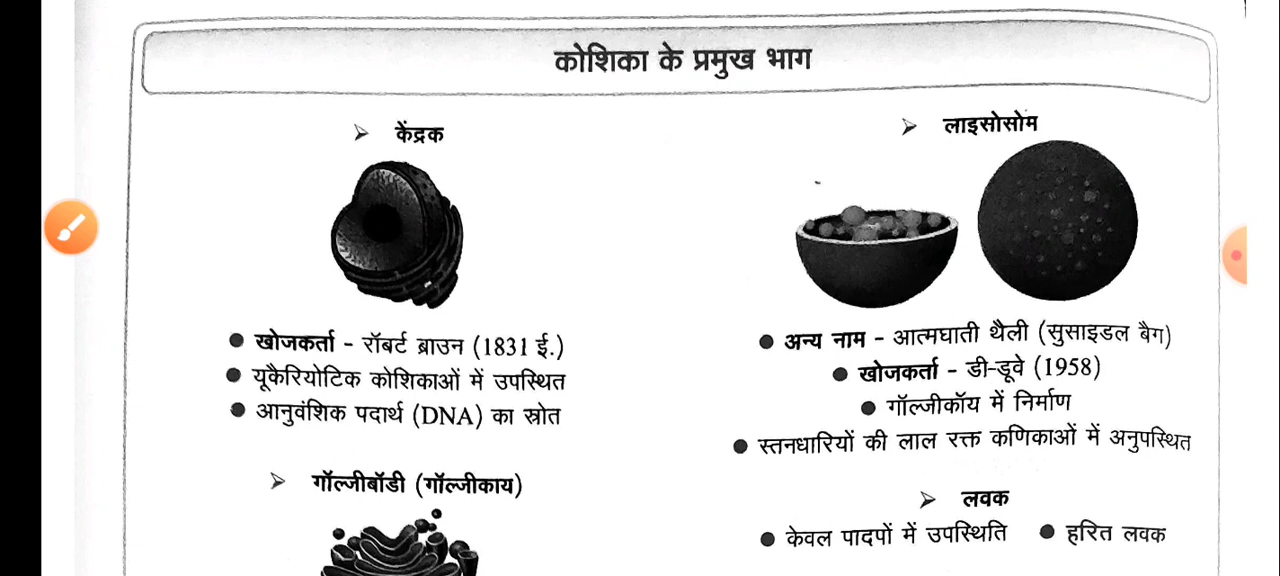 कोशिका के प्रमुख भाग
➢ केंद्रक
● खोजकर्ता - रॉबर्ट ब्राउन (1831 ई.)
● यूकैरियोटिक कोशिकाओं में उपस्थित
● आनुवंशिक पदार्थ (DNA) का स्रोत
➢ गॉल्जीबॉडी (गॉल्जीकाय)
➢ लाइसोसोम
● अन्य नाम - आत्मघाती थैली (सुसाइडल बैग)
● खोजकर्ता - डी-डूवे (1958)
● गॉल्जीकॉय में निर्माण
● स्तनधारियों की लाल रक्त कणिकाओं में अनुपस्थित
➢ लवक
● केवल पादपों में उपस्थिति ● हरित लवक